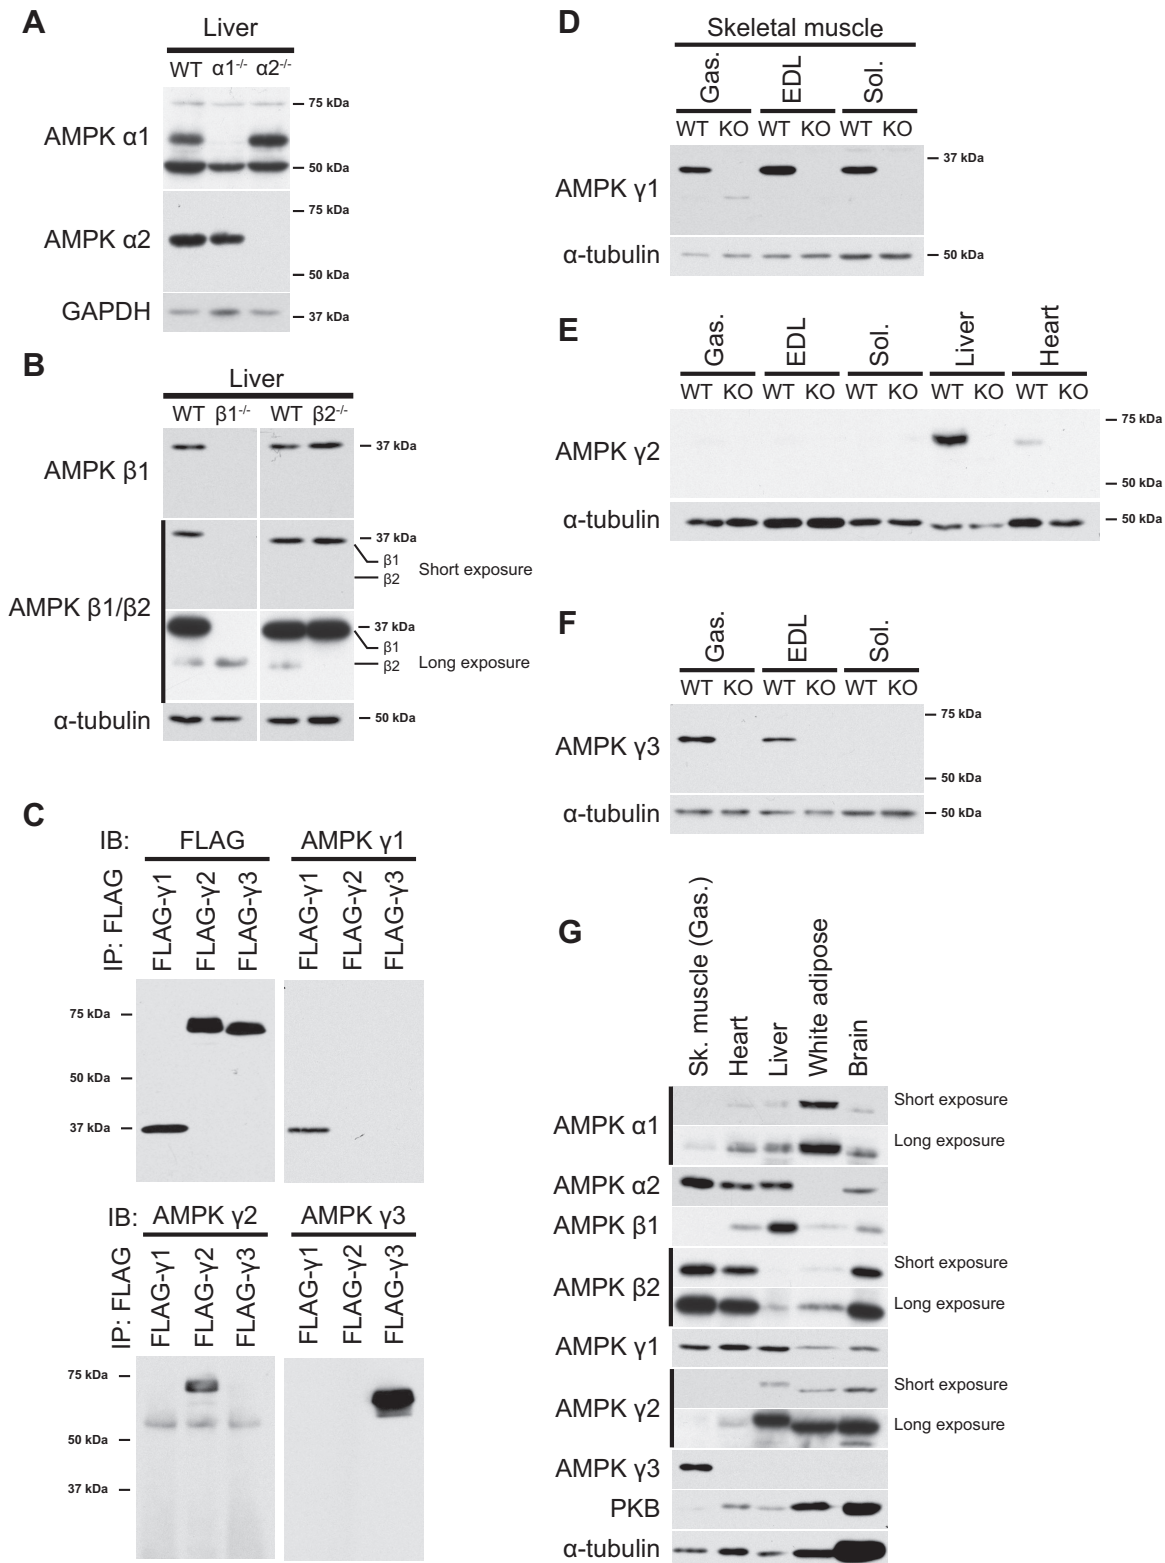 A
Liver
WT α1-/- α2-/-
AMPK α1
75 kDa
50 kDa
AMPK α2
75 kDa
50 kDa
GAPDH
37 kDa
B
Liver
WT β1-/- WT β2-/-
AMPK β1
37 kDa
AMPK β1/β2
37 kDa
β1
β2
Short exposure
37 kDa
β1
β2
Long exposure
α-tubulin
50 kDa
C
IB: FLAG AMPK γ1
IP: FLAG
FLAG-γ1
FLAG-γ2
FLAG-γ3
FLAG-γ1
FLAG-γ2
FLAG-γ3
75 kDa
50 kDa
37 kDa
IB: AMPK γ2 AMPK γ3
IP: FLAG
FLAG-γ1
FLAG-γ2
FLAG-γ3
FLAG-γ1
FLAG-γ2
FLAG-γ3
75 kDa
50 kDa
37 kDa
D
Skeletal muscle
Gas.
EDL
Sol.
WT KO WT KO WT KO
AMPK γ1
37 kDa
α-tubulin
50 kDa
E
Gas.
EDL
Sol.
Liver
Heart
WT KO WT KO WT KO WT KO WT KO
AMPK γ2
75 kDa
50 kDa
α-tubulin
50 kDa
F
Gas.
EDL
Sol.
WT KO WT KO WT KO
AMPK γ3
75 kDa
50 kDa
α-tubulin
50 kDa
G
Sk. muscle (Gas.)
Heart
Liver
White adipose
Brain
AMPK α1
Short exposure
Long exposure
AMPK α2
AMPK β1
AMPK β2
Short exposure
Long exposure
AMPK γ1
AMPK γ2
Short exposure
Long exposure
AMPK γ3
PKB
α-tubulin